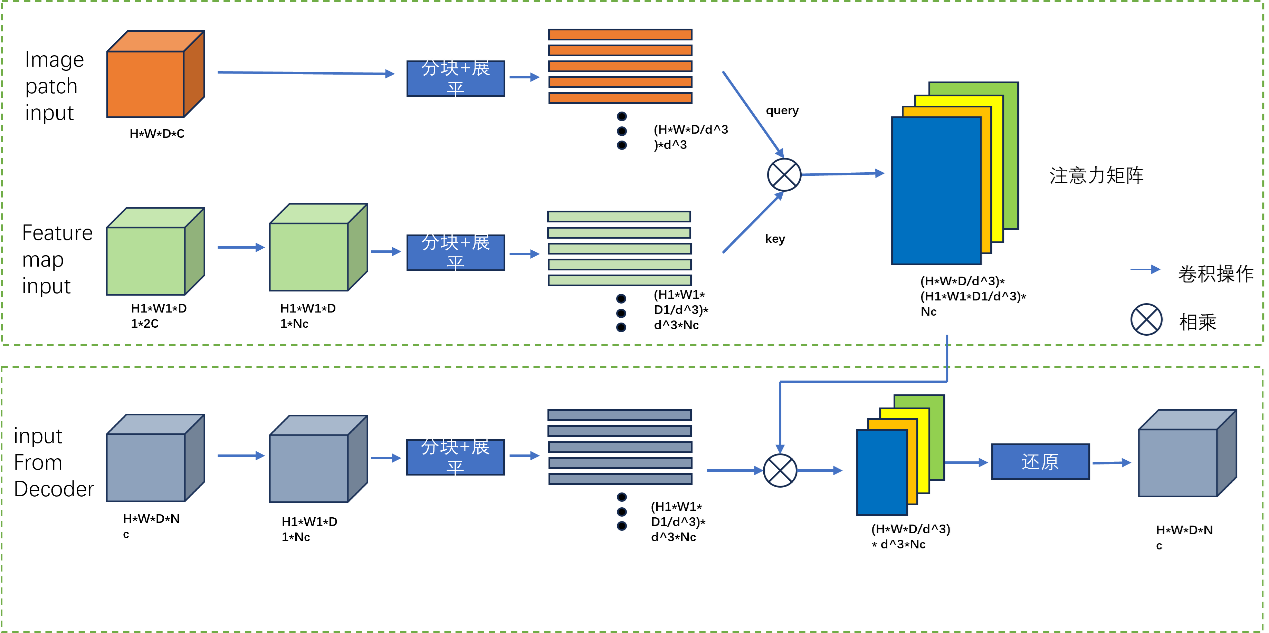 Image
patch
input
H*W*D*C
分块+展
平
(H*W*D/d^3
)*d^3
query
注意力矩阵
Feature
map
input
H1*W1*D
1*2C
H1*W1*D
1*Nc
分块+展
平
(H1*W1*
D1/d^3)*
d^3*Nc
key
(H*W*D/d^3)*
(H1*W1*D1/d^3)*
Nc
卷积操作
相乘
input
From
Decoder
H*W*D*N
c
H1*W1*D
1*Nc
分块+展
平
(H1*W1*
D1/d^3)*
d^3*Nc
(H*W*D/d^3)
* d^3*Nc
还原
H*W*D*N
c